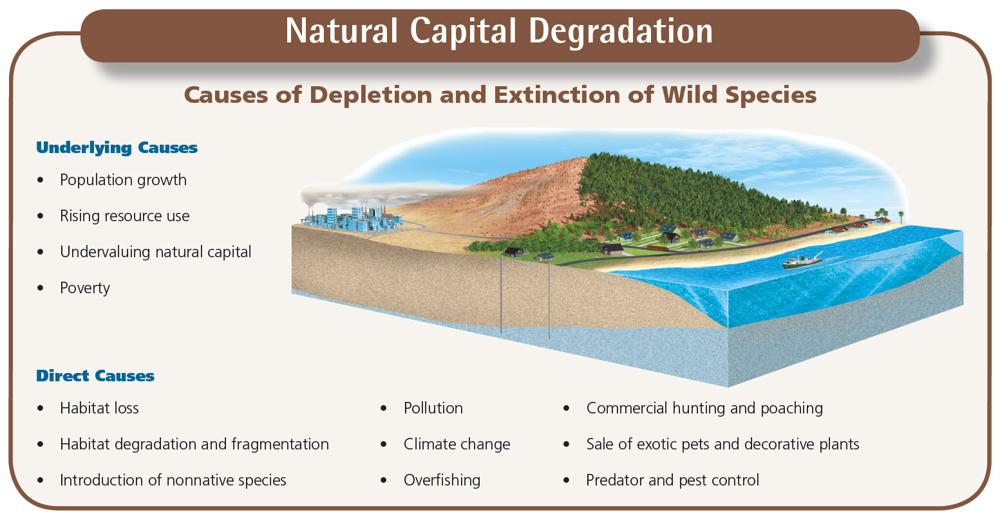 Natural Capital Degradation
Causes of Depletion and Extinction of Wild Species
Underlying Causes
• Population growth
• Rising resource use
• Undervaluing natural capital
• Poverty
Direct Causes
• Habitat loss
• Habitat degradation and fragmentation
• Introduction of nonnative species
• Pollution
• Climate change
• Overfishing
• Commercial hunting and poaching
• Sale of exotic pets and decorative plants
• Predator and pest control